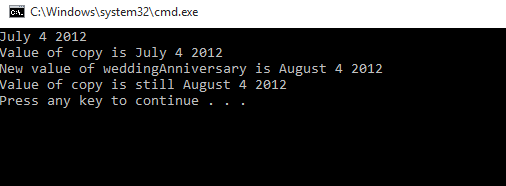 C:\Windows\system32\cmd.exe
July 4 2012
Value of copy is July 4 2012
New value of weddingAnniversary is August 4 2012
Value of copy is still August 4 2012
Press any key to continue . . .